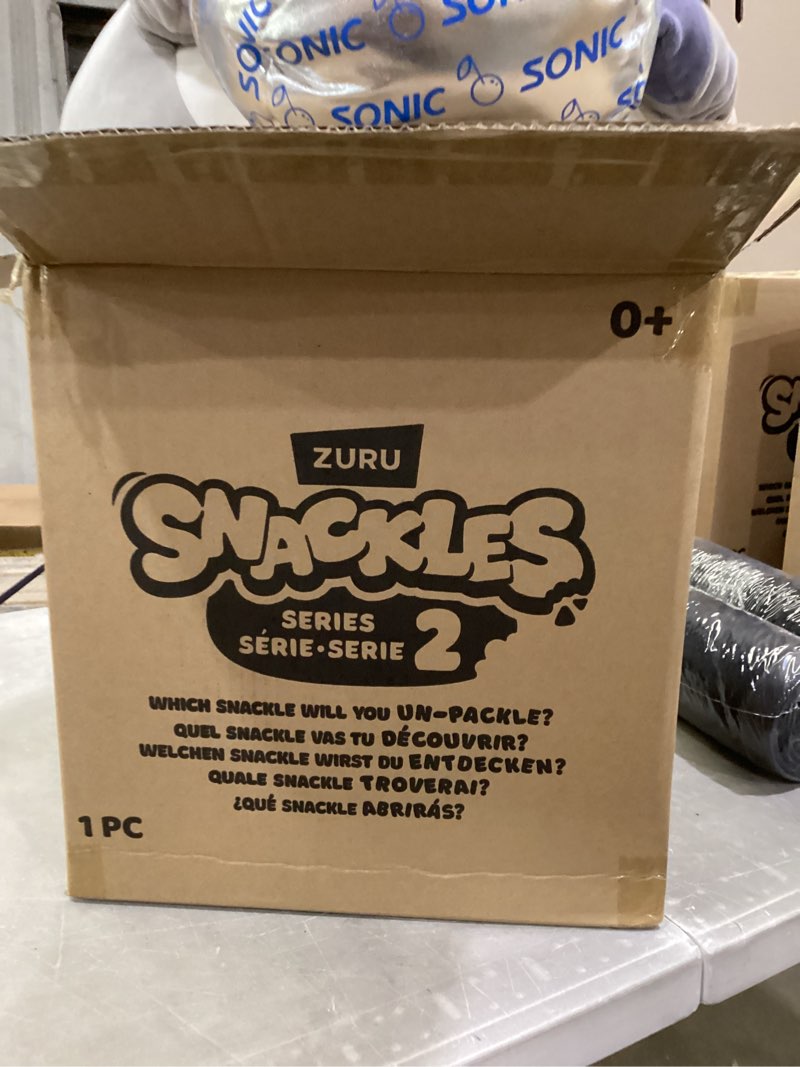 SONIC
SONIC
SONIC
SONIC
0+
ZURU
SNACKLES
SERIES
SÉRIE•SERIE 2
WHICH SNACKLE WILL YOU UN-PACKLE?
QUEL SNACKLE VAS TU DÉCOUVRIR?
WELCHEN SNACKLE WIRST DU ENTDECKEN?
QUALE SNACKLE TROVERAI?
¿QUÉ SNACKLE ABRIRÁS?
1 PC